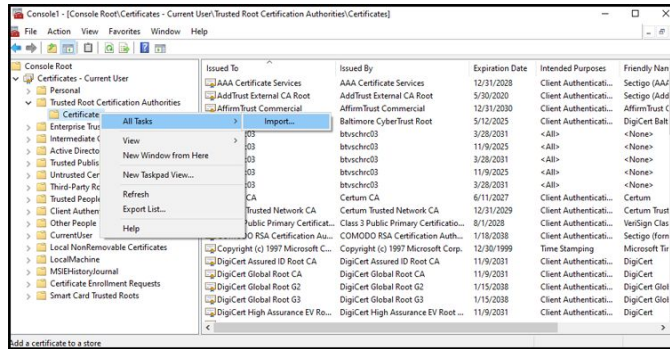 Console1 - [Console Root\Certificates - Current User\Trusted Root Certification Authorities\Certificates]
File Action View Favorites Window Help
Console Root
Certificates - Current User
Personal
Trusted Root Certification Authorities
Certificate
Enterprise Trus
Intermediate C
Active Directo
Trusted Publis
Untrusted Cer
Third-Party Ro
Trusted People
Client Authen
Other People
CurrentUser
Local NonRemovable Certificates
LocalMachine
MSIEHistoryJournal
Certificate Enrollment Requests
Smart Card Trusted Roots
All Tasks
Import...
View
New Window from Here
New Taskpad View...
Refresh
Export List...
Help
Issued To Issued By Expiration Date Intended Purposes Friendly Nan
AAA Certificate Services AAA Certificate Services 12/31/2028 Client Authenticati... Sectigo (AAA
AddTrust External CA Root AddTrust External CA Root 5/30/2020 Client Authenticati... Sectigo (Add
AffirmTrust Commercial AffirmTrust Commercial 12/31/2030 Client Authenticati... AffirmTrust C
Baltimore CyberTrust Root 5/12/2025 Client Authenticati... DigiCert Balt
03 btvschrc03 3/28/2031 <All> <None>
03 btvschrc03 11/9/2025 <All> <None>
03 btvschrc03 3/28/2031 <All> <None>
03 btvschrc03 11/9/2025 <All> <None>
03 btvschrc03 3/28/2031 <All> <None>
CA Certum CA 6/11/2027 Client Authenticati... Certum
Trusted Network CA Certum Trusted Network CA 12/31/2029 Client Authenticati... Certum Trust
Public Primary Certificat... Class 3 Public Primary Certificatio... 8/1/2028 Client Authenticati... VeriSign Clas
DO RSA Certification Au... COMODO RSA Certification Auth... 1/18/2038 Client Authenticati... Sectigo (form
Copyright (c) 1997 Microsoft C... Copyright (c) 1997 Microsoft Corp. 12/30/1999 Time Stamping Microsoft Tir
DigiCert Assured ID Root CA DigiCert Assured ID Root CA 11/9/2031 Client Authenticati... DigiCert
DigiCert Global Root CA DigiCert Global Root CA 11/9/2031 Client Authenticati... DigiCert
DigiCert Global Root G2 DigiCert Global Root G2 1/15/2038 Client Authenticati... DigiCert Glol
DigiCert Global Root G3 DigiCert Global Root G3 1/15/2038 Client Authenticati... DigiCert Glol
DigiCert High Assurance EV Ro... DigiCert High Assurance EV Root ... 11/9/2031 Client Authenticati... DigiCert
Add a certificate to a store